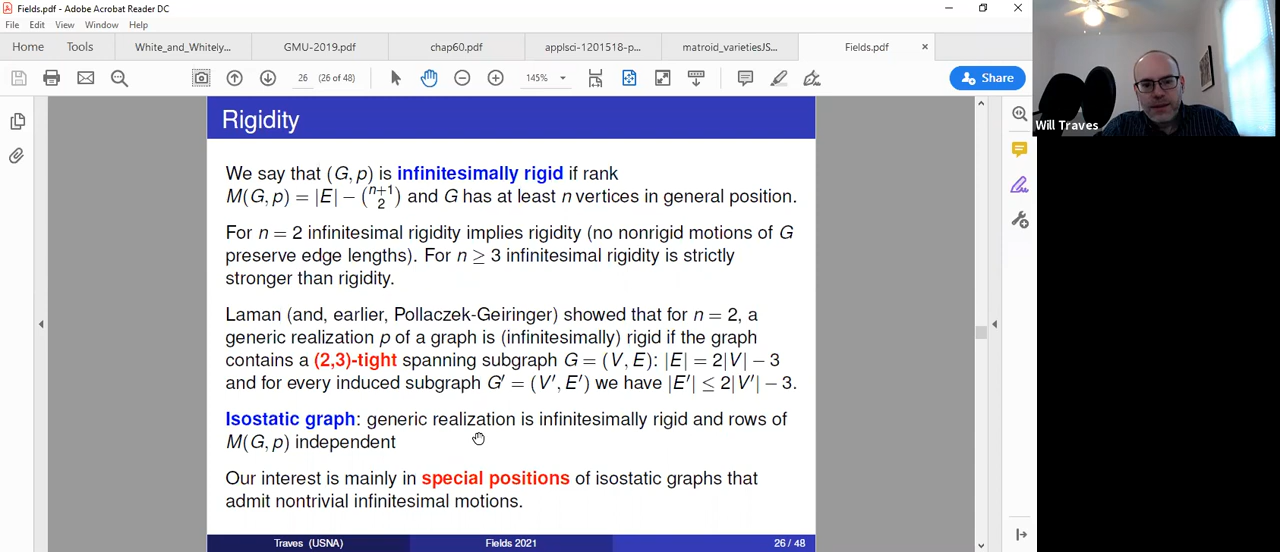 Fields.pdf - Adobe Acrobat Reader DC
File Edit View Window Help
Home Tools White_and_Whitely... GMU-2019.pdf chap60.pdf applsci-1201518-p... matroid_varietiesJS... Fields.pdf ×
26 (26 of 48) 145% Share
Will Traves
Rigidity
We say that (G, p) is infinitesimally rigid if rank
M(G, p) = |E| − (n+1 2) and G has at least n vertices in general position.
For n = 2 infinitesimal rigidity implies rigidity (no nonrigid motions of G
preserve edge lengths). For n ≥ 3 infinitesimal rigidity is strictly
stronger than rigidity.
Laman (and, earlier, Pollaczek-Geiringer) showed that for n = 2, a
generic realization p of a graph is (infinitesimally) rigid if the graph
contains a (2,3)-tight spanning subgraph G = (V, E): |E| = 2|V| − 3
and for every induced subgraph G′ = (V′, E′) we have |E′| ≤ 2|V′| − 3.
Isostatic graph: generic realization is infinitesimally rigid and rows of
M(G, p) independent
Our interest is mainly in special positions of isostatic graphs that
admit nontrivial infinitesimal motions.
Traves (USNA) Fields 2021 26 / 48